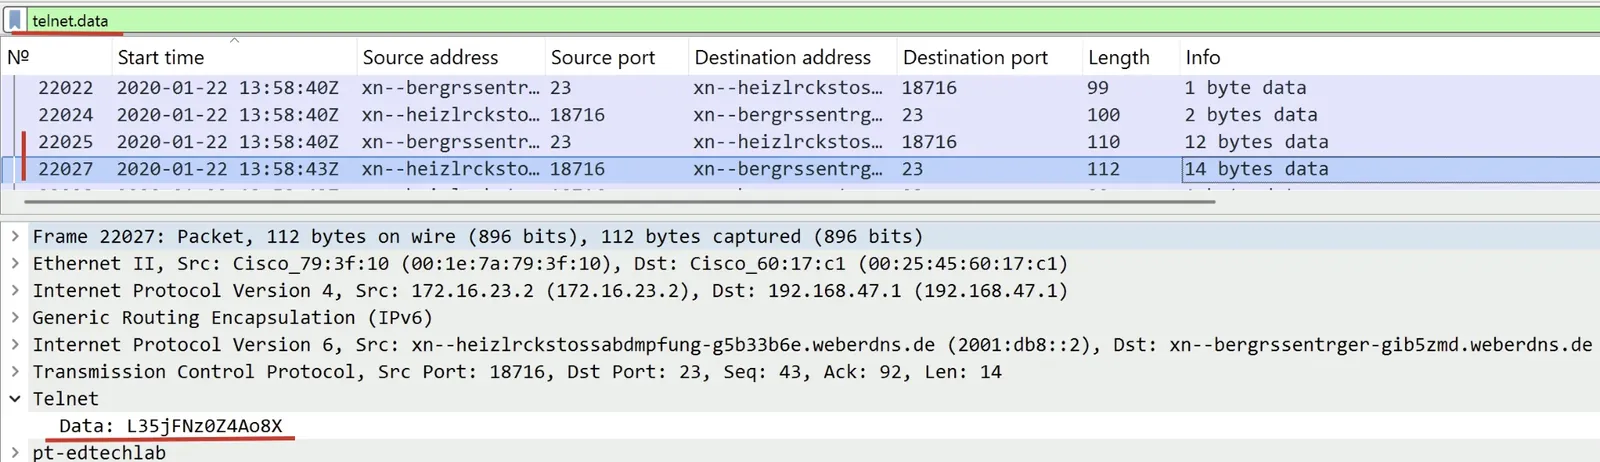 telnet.data
№ Start time Source address Source port Destination address Destination port Length Info
22022 2020-01-22 13:58:40Z xn--bergrssentr… 23 xn--heizlrckstos… 18716 99 1 byte data
22024 2020-01-22 13:58:40Z xn--heizlrcksto… 18716 xn--bergrssentrg… 23 100 2 bytes data
22025 2020-01-22 13:58:40Z xn--bergrssentr… 23 xn--heizlrckstos… 18716 110 12 bytes data
22027 2020-01-22 13:58:43Z xn--heizlrcksto… 18716 xn--bergrssentrg… 23 112 14 bytes data
Frame 22027: Packet, 112 bytes on wire (896 bits), 112 bytes captured (896 bits)
Ethernet II, Src: Cisco_79:3f:10 (00:1e:7a:79:3f:10), Dst: Cisco_60:17:c1 (00:25:45:60:17:c1)
Internet Protocol Version 4, Src: 172.16.23.2 (172.16.23.2), Dst: 192.168.47.1 (192.168.47.1)
Generic Routing Encapsulation (IPv6)
Internet Protocol Version 6, Src: xn--heizlrckstossabdmpfung-g5b33b6e.weberdns.de (2001:db8::2), Dst: xn--bergrssentrger-gib5zmd.weberdns.de
Transmission Control Protocol, Src Port: 18716, Dst Port: 23, Seq: 43, Ack: 92, Len: 14
Telnet
Data: L35jFNz0Z4Ao8X
pt-edtechlab